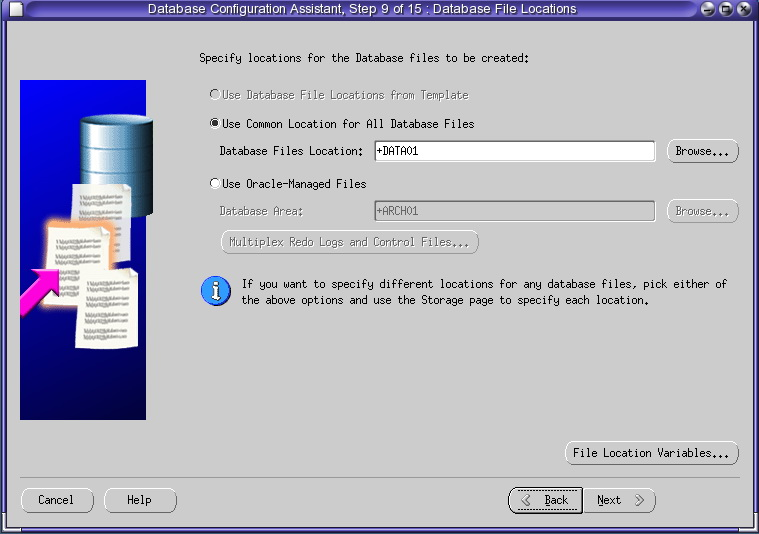 Database Configuration Assistant, Step 9 of 15 : Database File Locations
Specify locations for the Database files to be created:
Use Database File Locations from Template
Use Common Location for All Database Files
Database Files Location: +DATA01 Browse...
Use Oracle-Managed Files
Database Area: +ARCH01 Browse...
Multiplex Redo Logs and Control Files...
If you want to specify different locations for any database files, pick either of
the above options and use the Storage page to specify each location.
File Location Variables...
Cancel Help Back Next